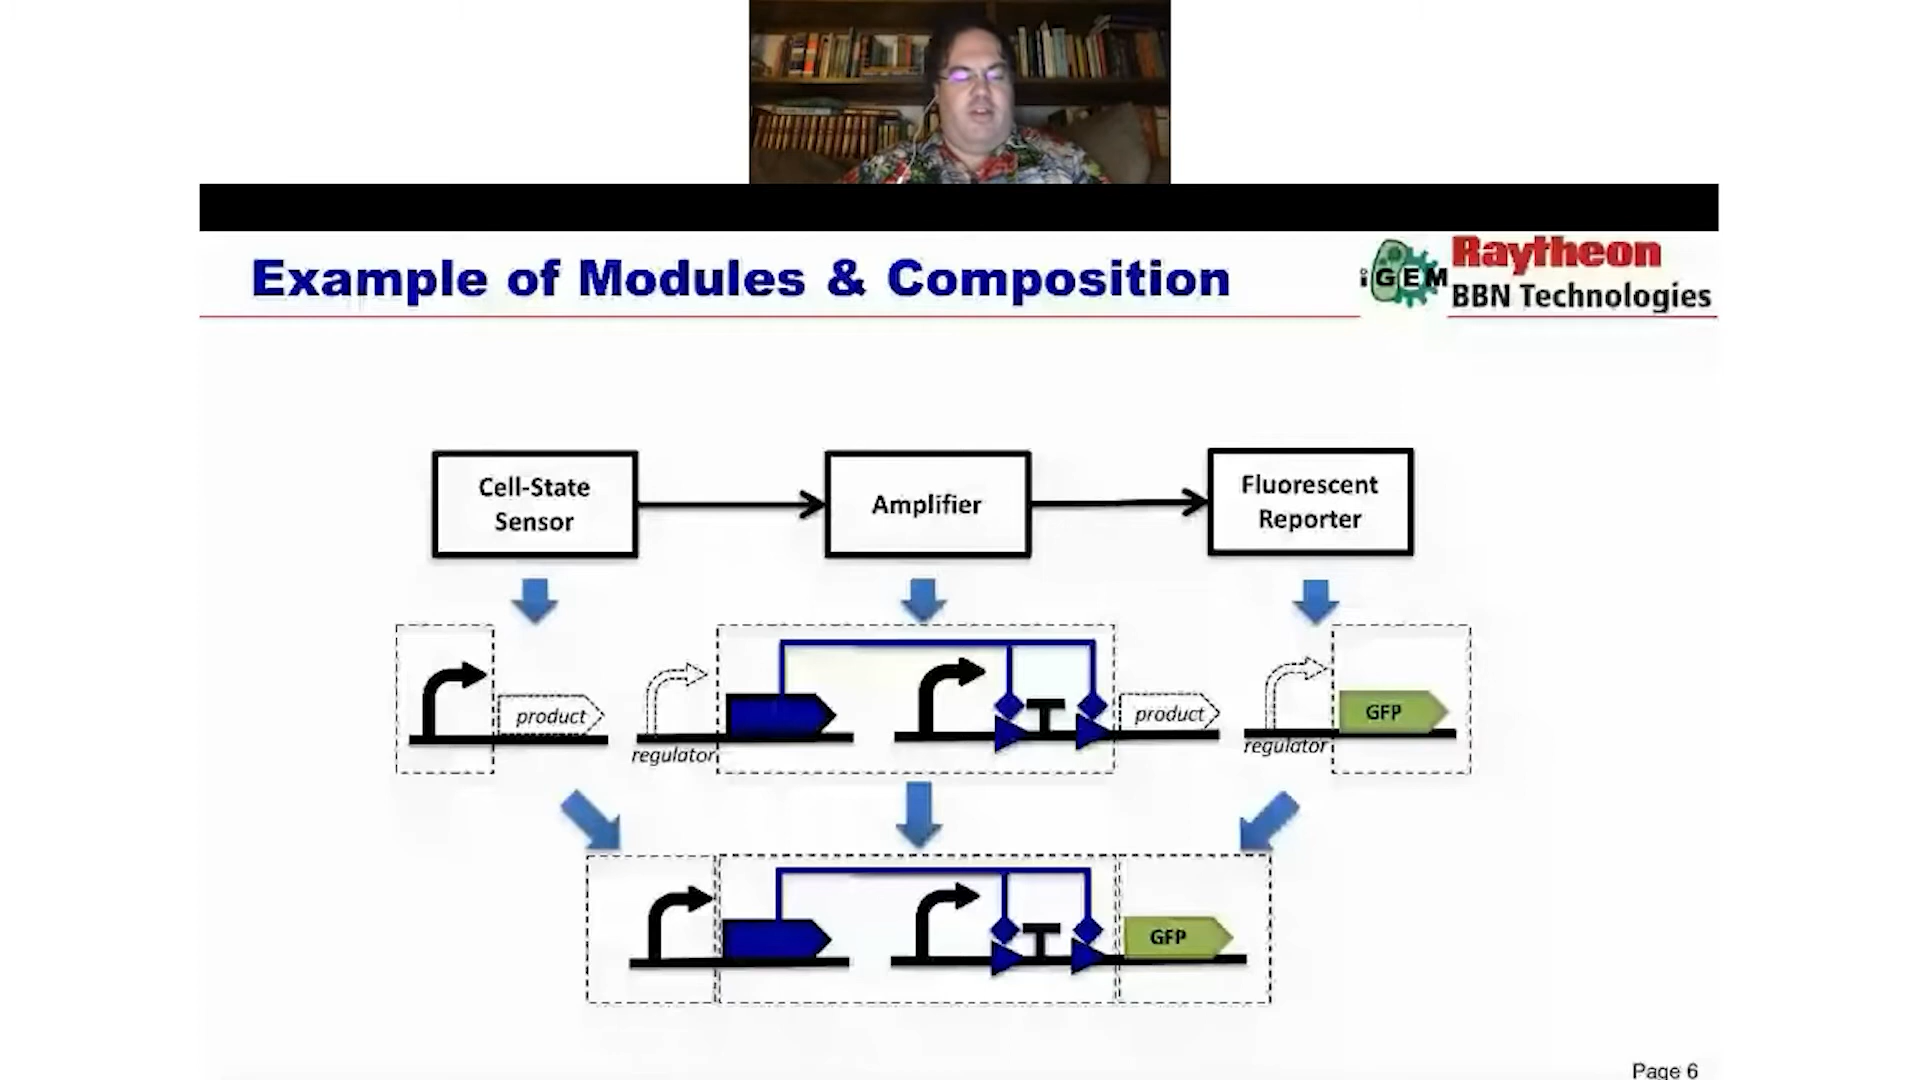 Example of Modules & Composition
iGEM
Raytheon
BBN Technologies
Cell-State
Sensor
Amplifier
Fluorescent
Reporter
product
regulator
product
regulator
GFP
GFP
Page 6